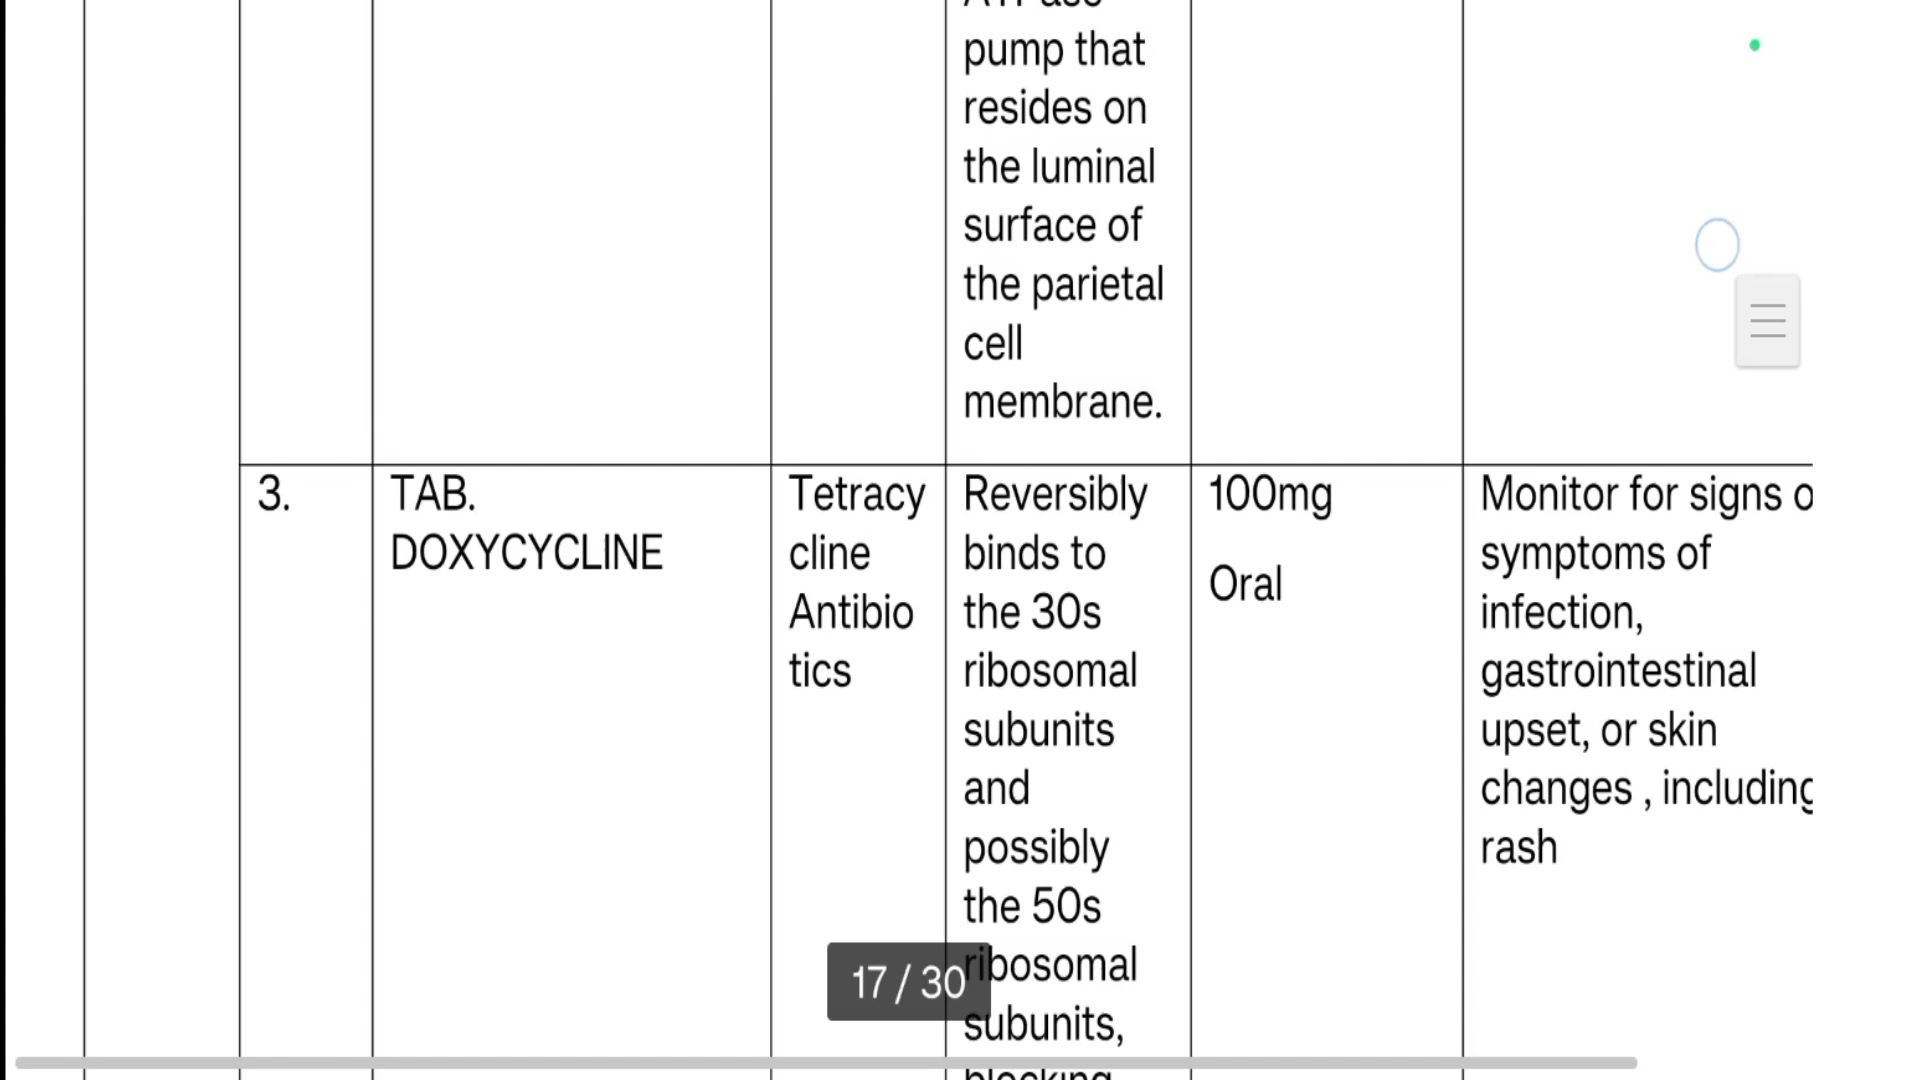 pump that
resides on
the luminal
surface of
the parietal
cell
membrane.
3.
TAB.
DOXYCYCLINE
Tetracy
cline
Antibio
tics
Reversibly
binds to
the 30s
ribosomal
subunits
and
possibly
the 50s
ribosomal
subunits,
100mg
Oral
Monitor for signs o
symptoms of
infection,
gastrointestinal
upset, or skin
changes , including
rash
17 / 30